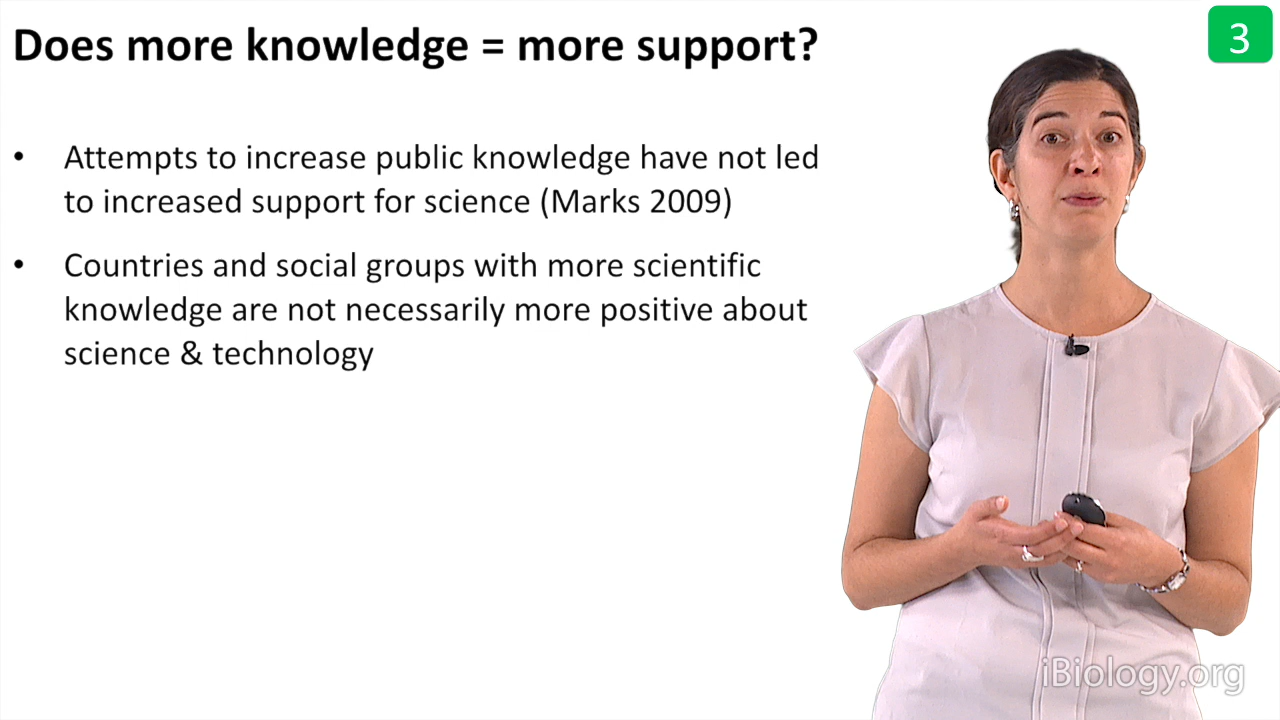 Does more knowledge = more support?
3
• Attempts to increase public knowledge have not led
to increased support for science (Marks 2009)
• Countries and social groups with more scientific
knowledge are not necessarily more positive about
science & technology
iBiology.org